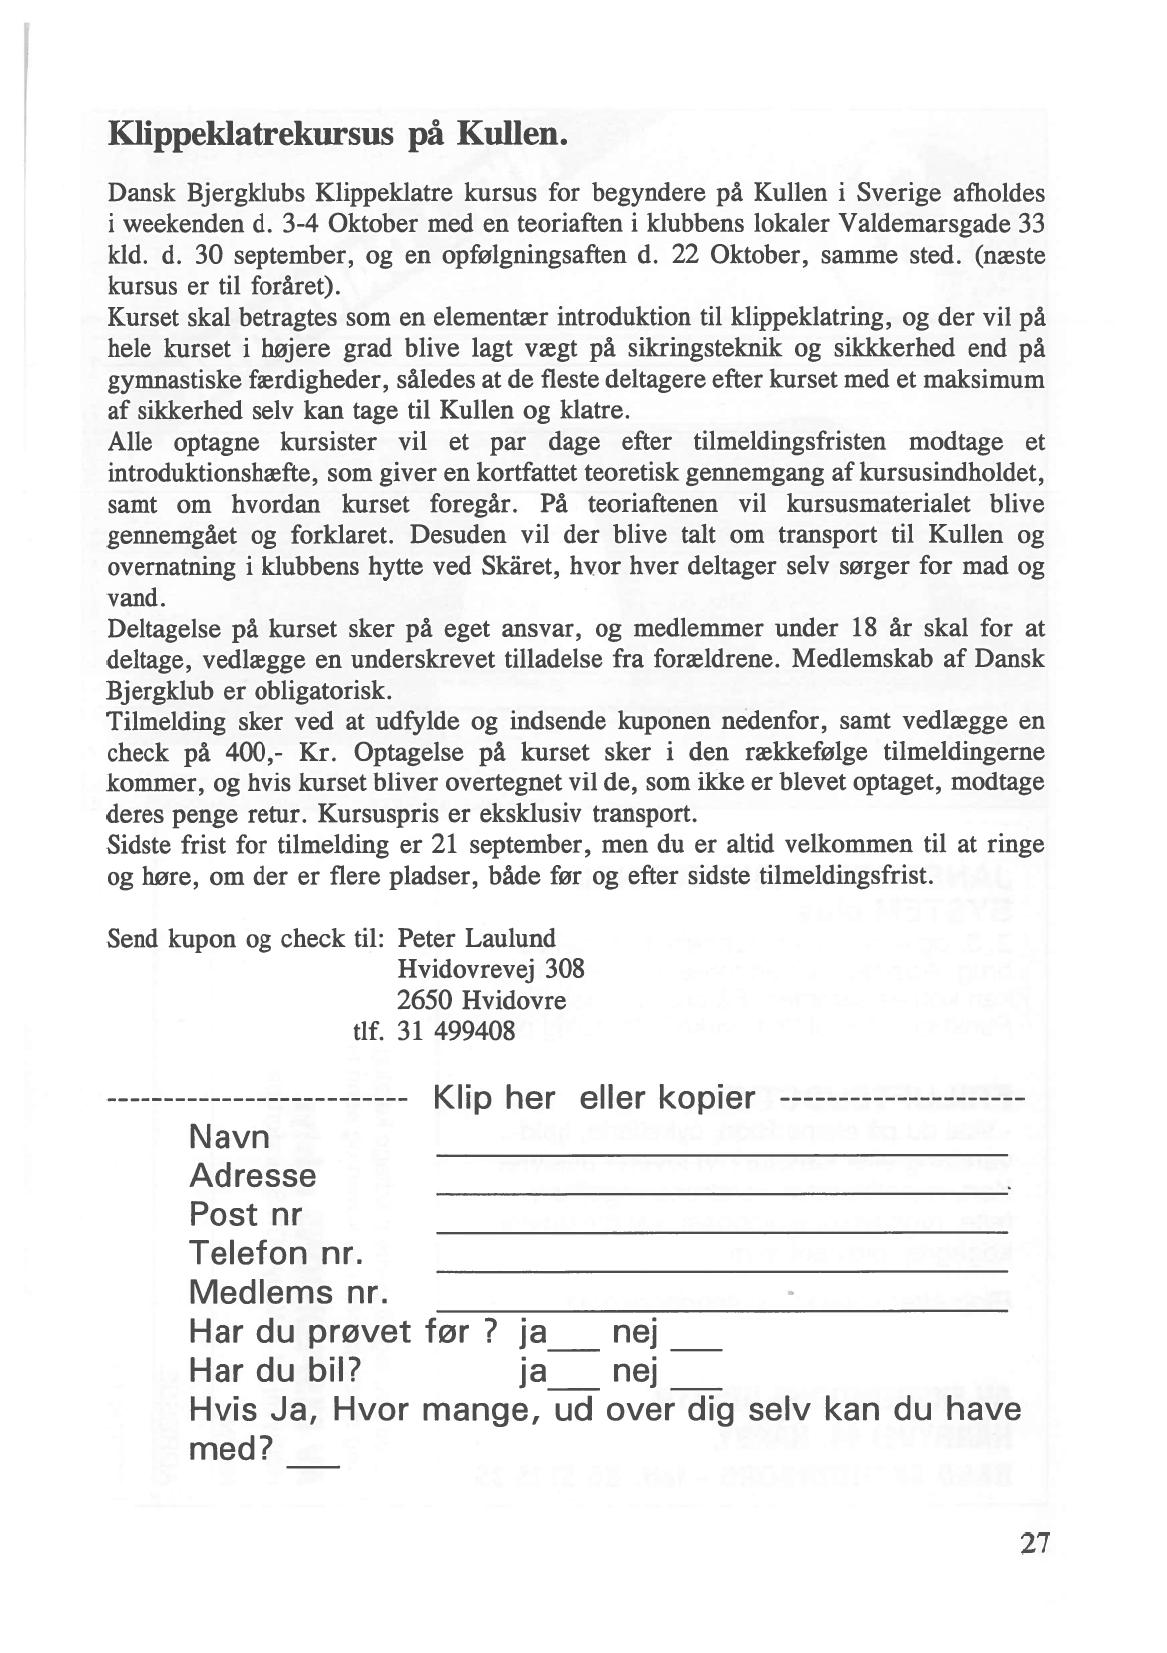 Klippeklatrekursus på Kullen.
Dansk Bjergklubs Klippeklatre kursus for begyndere på Kullen i Sverige afholdes
i weekenden d. 3-4 Oktober med en teoriaften i klubbens lokaler Valdemarsgade 33
kld. d. 30 september, og en opfølgningsaften d. 22 Oktober, samme sted. (næste
kursus er til foråret).
Kurset skal betragtes som en elementær introduktion til klippeklatring, og der vil på
hele kurset i højere grad blive lagt vægt på sikringsteknik og sikkkerhed end på
gymnastiske færdigheder, således at de fleste deltagere efter kurset med et maksimum
af sikkerhed selv kan tage til Kullen og klatre.
Alle optagne kursister vil et par dage efter tilmeldingsfristen modtage et
introduktionshæfte, som giver en kortfattet teoretisk gennemgang af kursusindholdet,
samt om hvordan kurset foregår. På teoriaftenen vil kursusmaterialet blive
gennemgået og forklaret. Desuden vil der blive talt om transport til Kullen og
overnatning i klubbens hytte ved Skäret, hvor hver deltager selv sørger for mad og
vand.
Deltagelse på kurset sker på eget ansvar, og medlemmer under 18 år skal for at
deltage, vedlægge en underskrevet tilladelse fra forældrene. Medlemskab af Dansk
Bjergklub er obligatorisk.
Tilmelding sker ved at udfylde og indsende kuponen nedenfor, samt vedlægge en
check på 400,- Kr. Optagelse på kurset sker i den rækkefølge tilmeldingerne
kommer, og hvis kurset bliver overtegnet vil de, som ikke er blevet optaget, modtage
deres penge retur. Kursuspris er eksklusiv transport.
Sidste frist for tilmelding er 21 september, men du er altid velkommen til at ringe
og høre, om der er flere pladser, både før og efter sidste tilmeldingsfrist.
Send kupon og check til: Peter Laulund
Hvidovrevej 308
2650 Hvidovre
tlf. 31 499408
-------------------------- Klip her eller kopier ---------------------
Navn
Adresse
Post nr
Telefon nr.
Medlems nr.
Har du prøvet før ? ja___ nej ___
Har du bil? ja___ nej ___
Hvis Ja, Hvor mange, ud over dig selv kan du have
med? ___
27